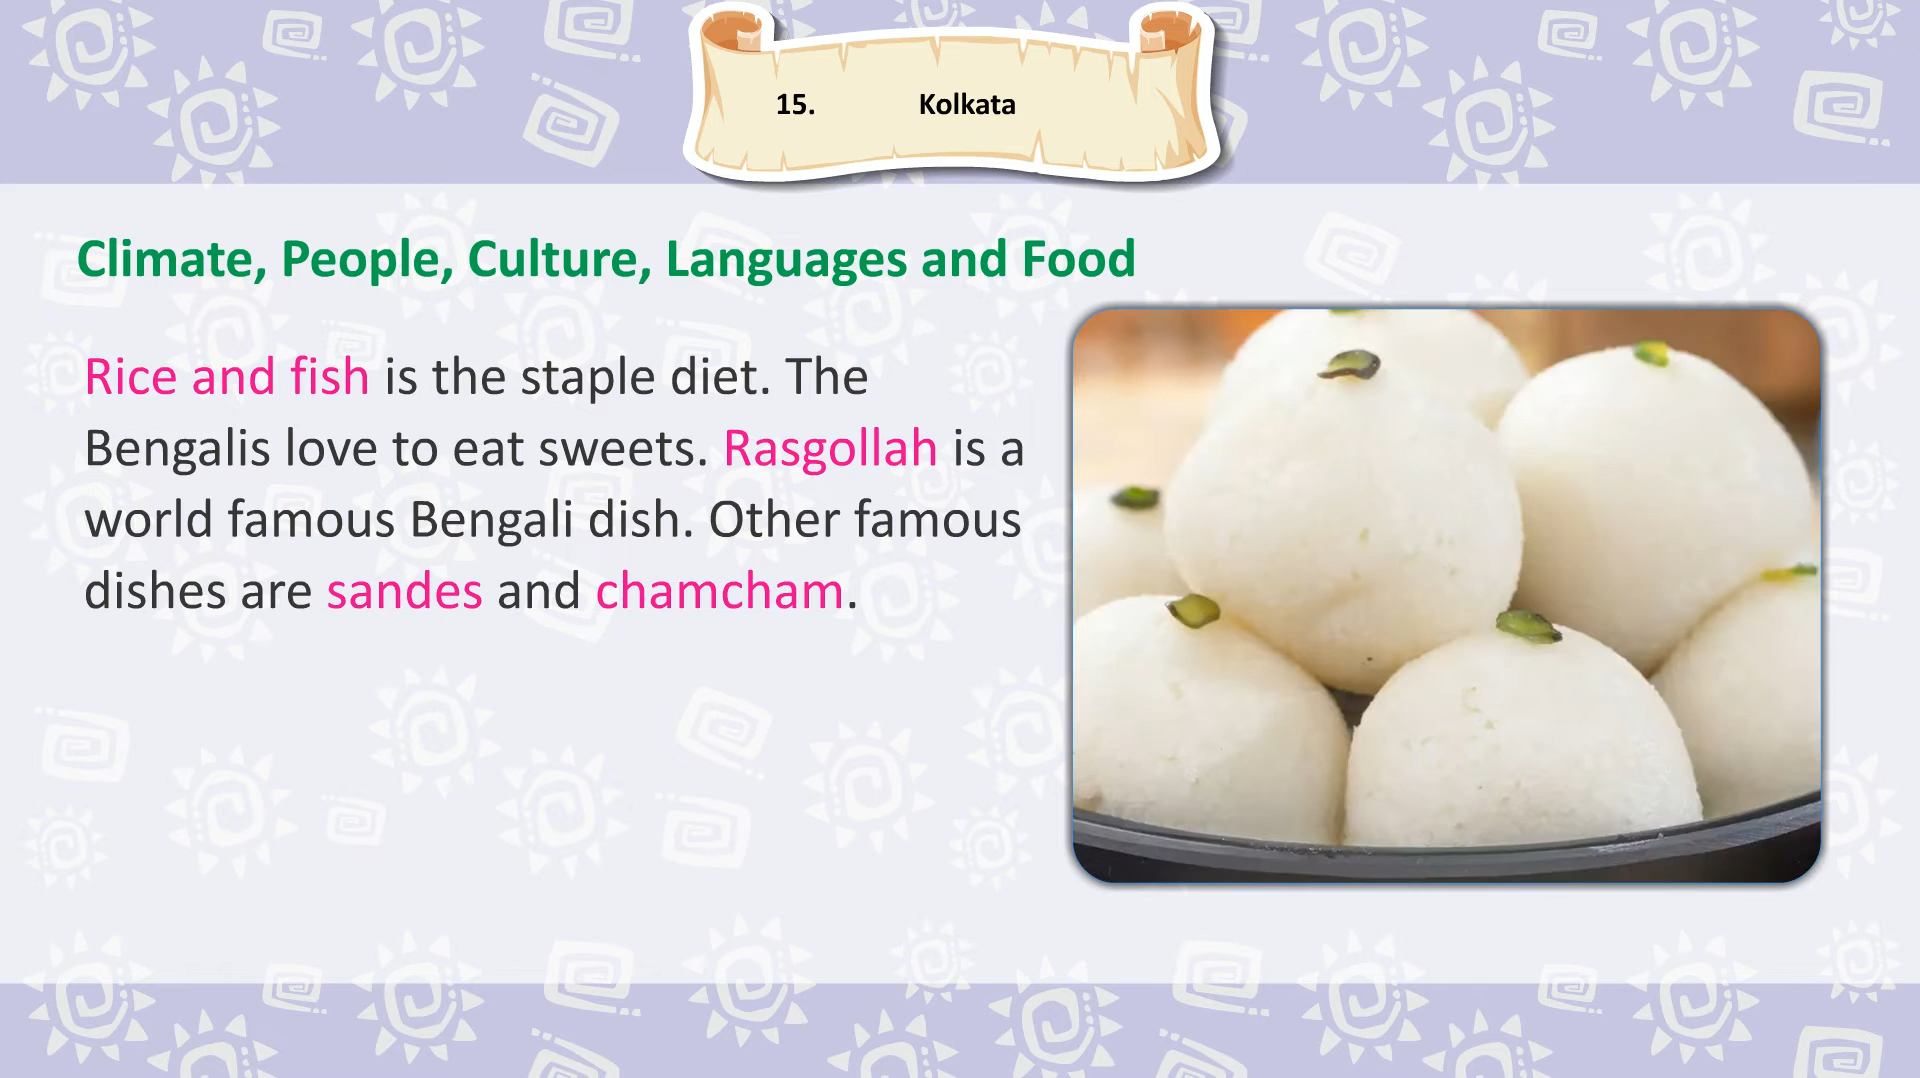 15. Kolkata
Climate, People, Culture, Languages and Food
Rice and fish is the staple diet. The
Bengalis love to eat sweets. Rasgollah is a
world famous Bengali dish. Other famous
dishes are sandes and chamcham.